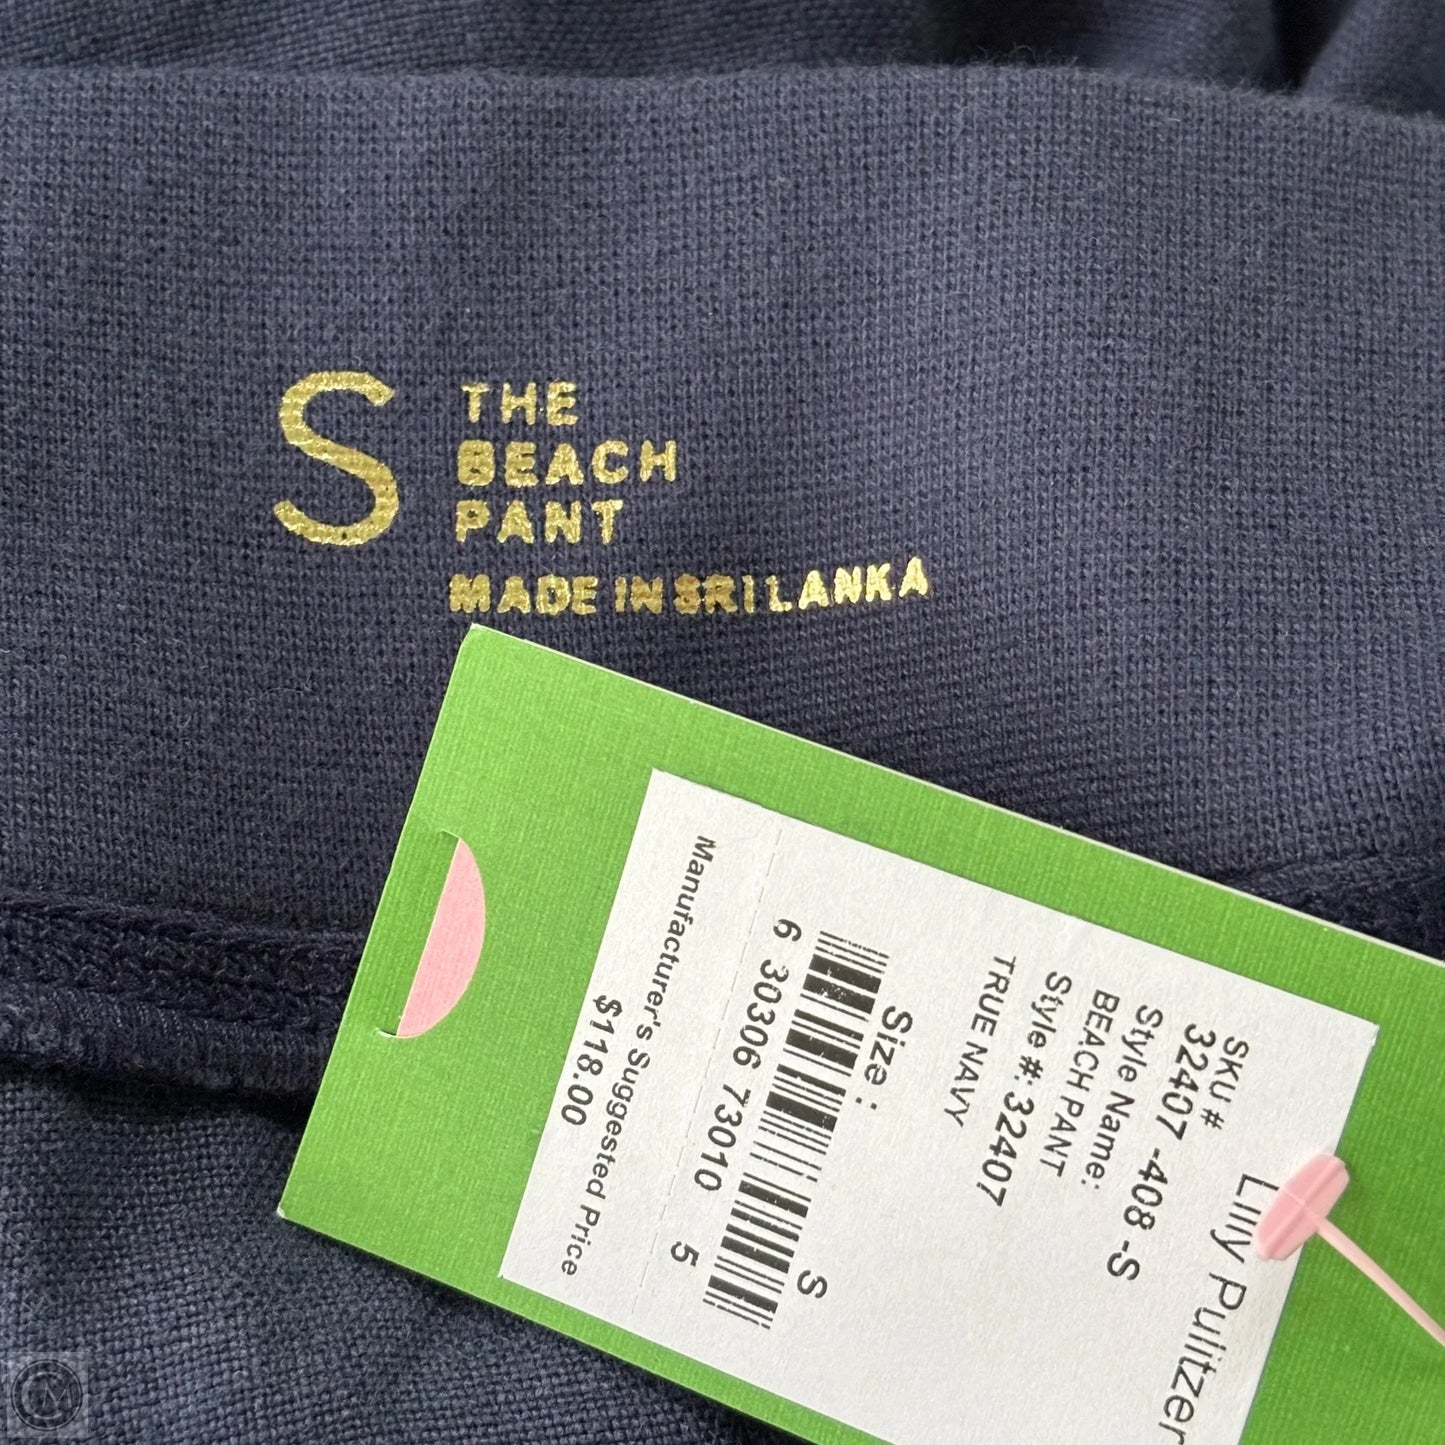 S
THE
BEACH
PANT
MADE IN SRI LANKA
Lilly Pulitzer
SKU #
32407 -408 -S
Style Name:
BEACH PANT
Style #: 32407
TRUE NAVY
Size : S
6 30306 73010 5
Manufacturer's Suggested Price
$118.00
CM